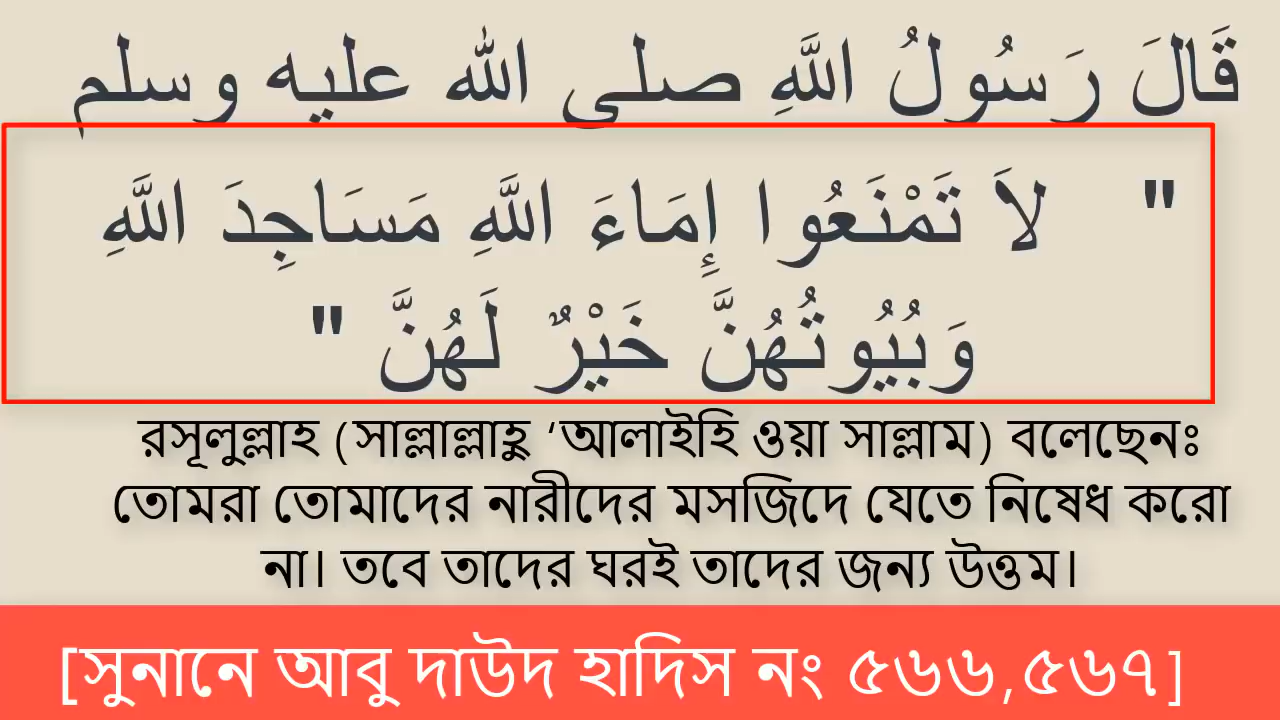 قَالَ رَسُولُ اللَّهِ صلى الله عليه وسلم
" لاَ تَمْنَعُوا إِمَاءَ اللَّهِ مَسَاجِدَ اللَّهِ
وَبُيُوتُهُنَّ خَيْرٌ لَهُنَّ "
রসূলুল্লাহ (সাল্লাল্লাহু ‘আলাইহি ওয়া সাল্লাম) বলেছেনঃ
তোমরা তোমাদের নারীদের মসজিদে যেতে নিষেধ করো
না। তবে তাদের ঘরই তাদের জন্য উত্তম।
[সুনানে আবু দাউদ হাদিস নং ৫৬৬,৫৬৭]